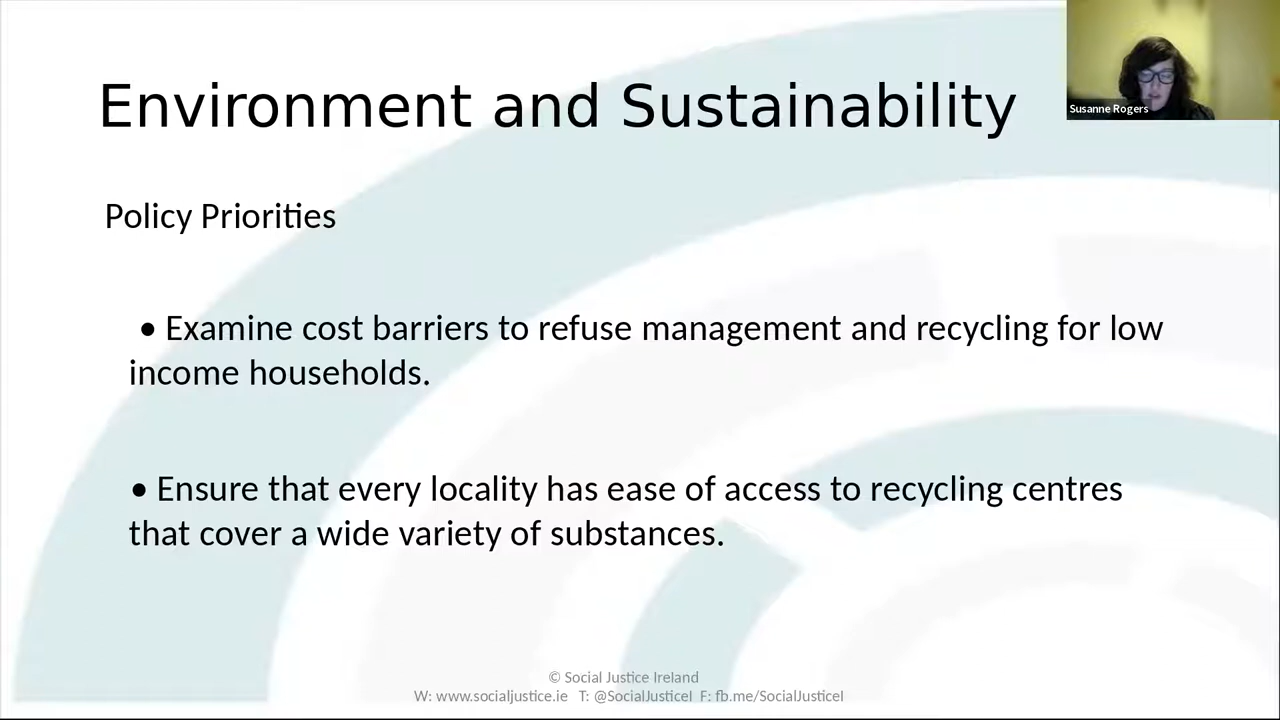 Environment and Sustainability
Susanne Rogers
Policy Priorities
• Examine cost barriers to refuse management and recycling for low
income households.
• Ensure that every locality has ease of access to recycling centres
that cover a wide variety of substances.
© Social Justice Ireland
W: www.socialjustice.ie T: @SocialJusticeI F: fb.me/SocialJusticeI